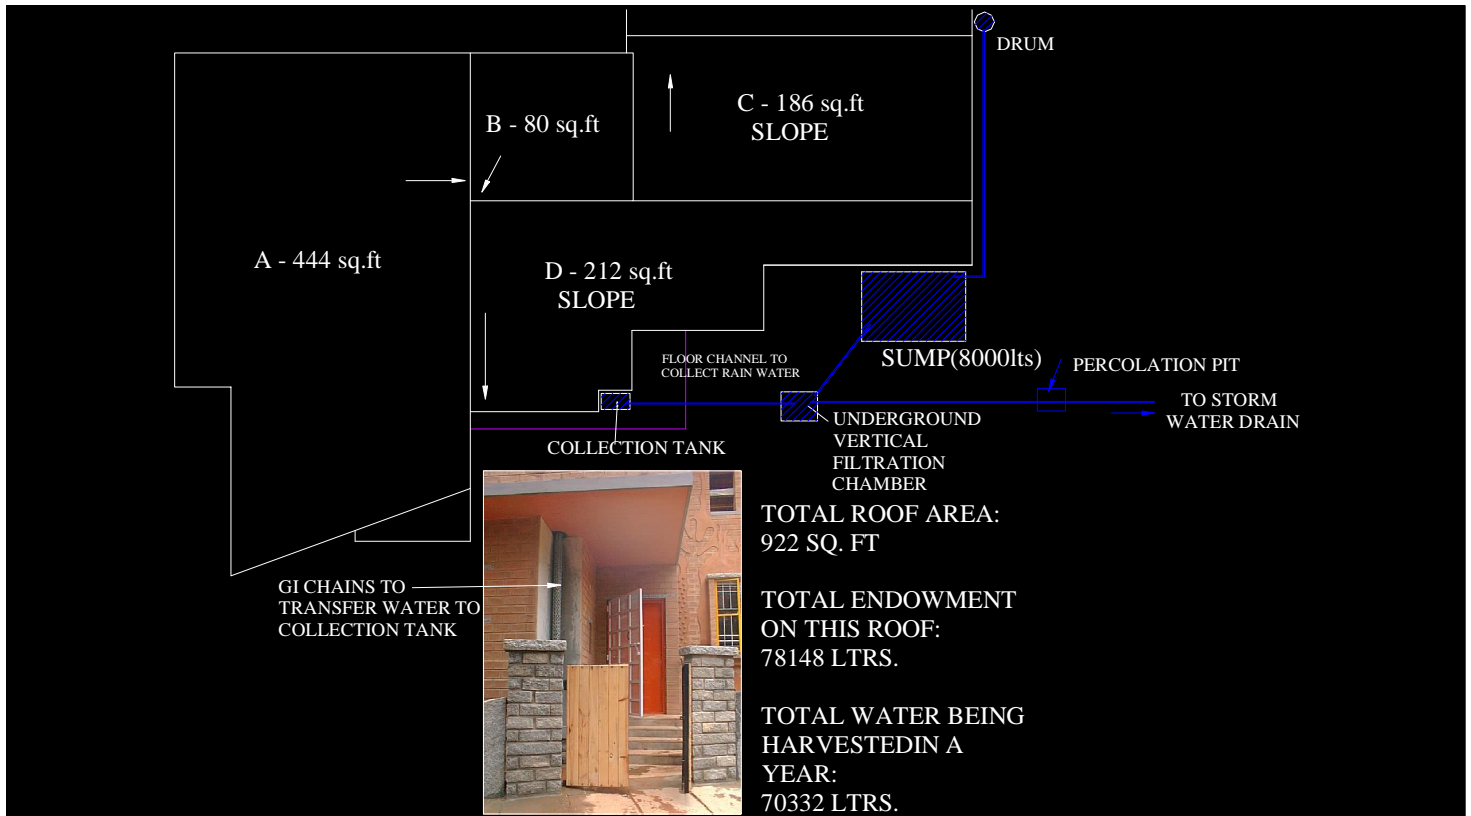 DRUM
C - 186 sq.ft
SLOPE
B - 80 sq.ft
A - 444 sq.ft
D - 212 sq.ft
SLOPE
FLOOR CHANNEL TO
COLLECT RAIN WATER
SUMP(8000lts)
PERCOLATION PIT
TO STORM
WATER DRAIN
COLLECTION TANK
UNDERGROUND
VERTICAL
FILTRATION
CHAMBER
GI CHAINS TO
TRANSFER WATER TO
COLLECTION TANK
TOTAL ROOF AREA:
922 SQ. FT
TOTAL ENDOWMENT
ON THIS ROOF:
78148 LTRS.
TOTAL WATER BEING
HARVESTEDIN A
YEAR:
70332 LTRS.